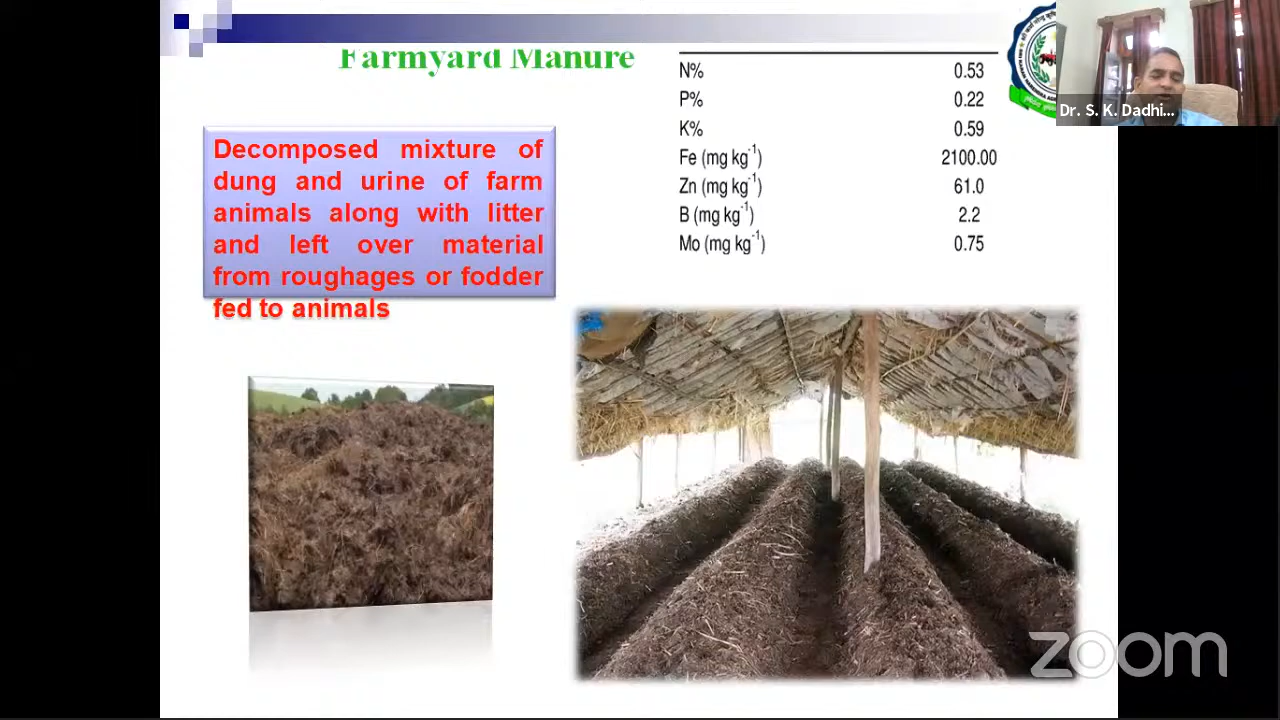 Farmyard Manure
Decomposed mixture of
dung and urine of farm
animals along with litter
and left over material
from roughages or fodder
fed to animals
N% 0.53
P% 0.22
K% 0.59
Fe (mg kg⁻¹) 2100.00
Zn (mg kg⁻¹) 61.0
B (mg kg⁻¹) 2.2
Mo (mg kg⁻¹) 0.75
Dr. S. K. Dadhi...
zoom